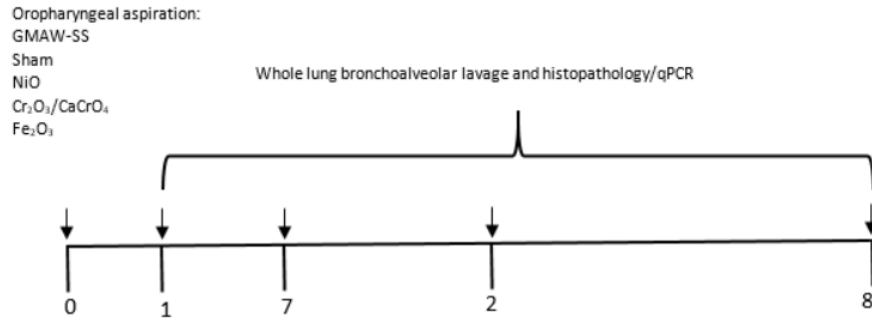 Oropharyngeal aspiration:
GMAW-SS
Sham
NiO
Cr₂O₃/CaCrO₄
Fe₂O₃
Whole lung bronchoalveolar lavage and histopathology/qPCR
0 1 7 2 8